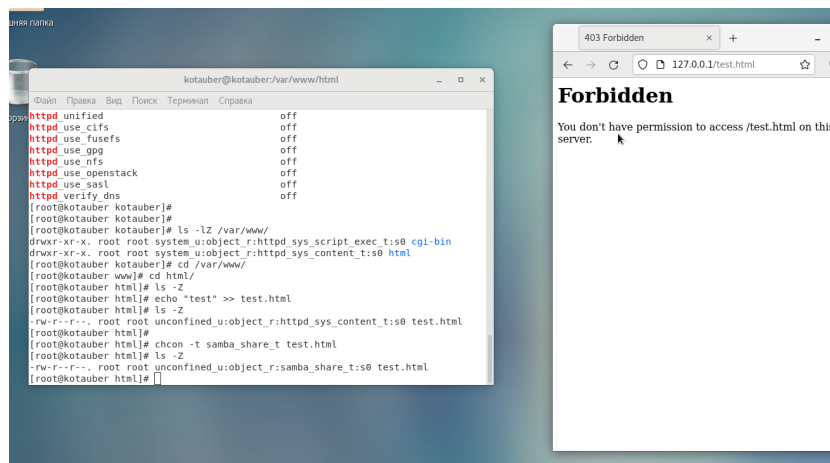 шняя папка
kotauber@kotauber:/var/www/html
Файл Правка Вид Поиск Терминал Справка
httpd_unified off
httpd_use_cifs off
httpd_use_fusefs off
httpd_use_gpg off
httpd_use_nfs off
httpd_use_openstack off
httpd_use_sasl off
httpd_verify_dns off
[root@kotauber kotauber]#
[root@kotauber kotauber]#
[root@kotauber kotauber]# ls -lZ /var/www/
drwxr-xr-x. root root system_u:object_r:httpd_sys_script_exec_t:s0 cgi-bin
drwxr-xr-x. root root system_u:object_r:httpd_sys_content_t:s0 html
[root@kotauber kotauber]# cd /var/www/
[root@kotauber www]# cd html/
[root@kotauber html]# ls -Z
[root@kotauber html]# echo "test" >> test.html
[root@kotauber html]# ls -Z
-rw-r--r--. root root unconfined_u:object_r:httpd_sys_content_t:s0 test.html
[root@kotauber html]#
[root@kotauber html]# chcon -t samba_share_t test.html
[root@kotauber html]# ls -Z
-rw-r--r--. root root unconfined_u:object_r:samba_share_t:s0 test.html
[root@kotauber html]#
403 Forbidden
127.0.0.1/test.html
Forbidden
You don't have permission to access /test.html on this
server.